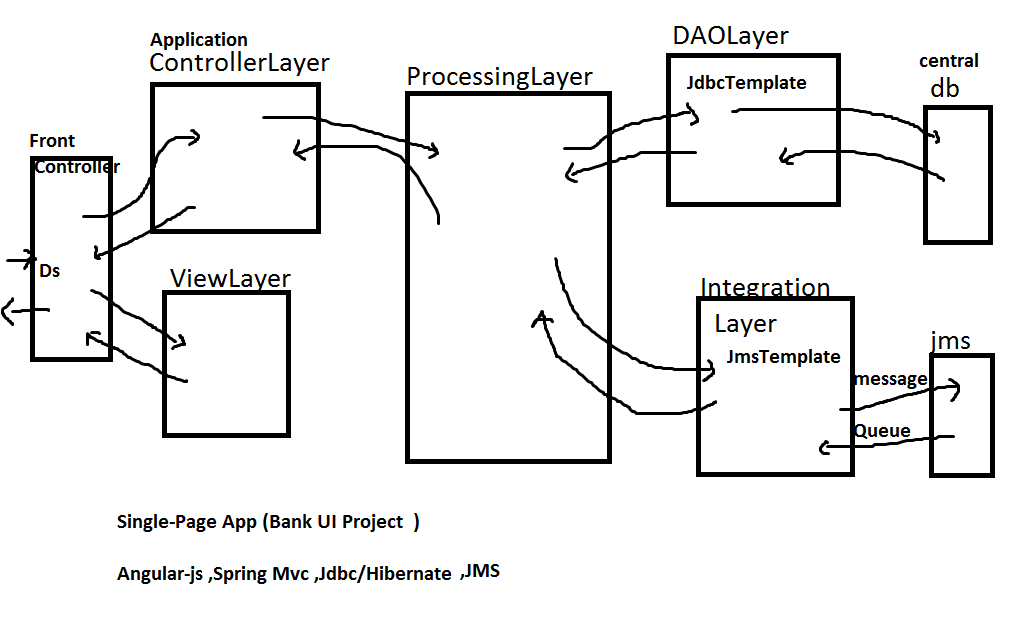 Application
ControllerLayer
ProcessingLayer
DAOLayer
JdbcTemplate
central
db
Front
Controller
Ds
ViewLayer
Integration
Layer
JmsTemplate
jms
message
Queue
Single-Page App (Bank UI Project )
Angular-js ,Spring Mvc ,Jdbc/Hibernate ,JMS